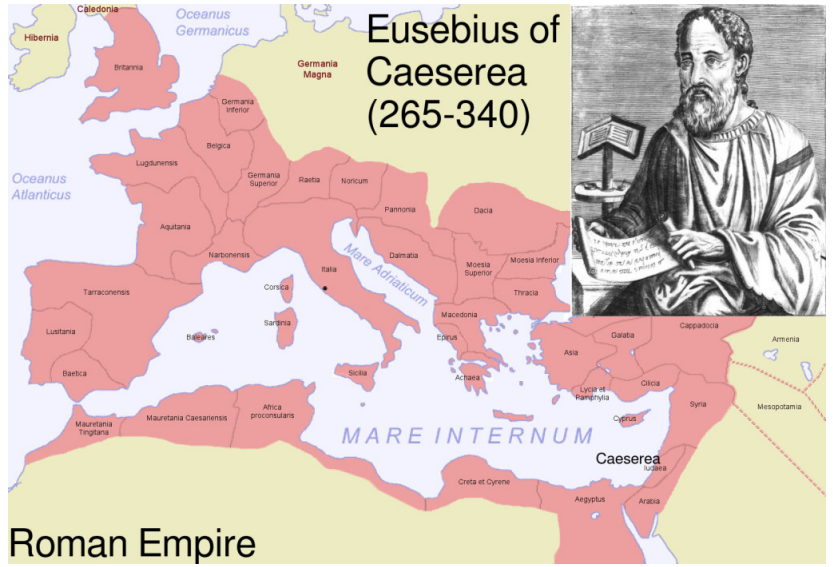 Oceanus
Germanicus
Caledonia
Hibernia
Britannia
Eusebius of
Caeserea
(265-340)
Germania
Magna
Germania
Inferior
Belgica
Lugdunensis
Germania
Superior
Raetia
Noricum
Oceanus
Atlanticus
Pannonia
Dacia
Aquitania
Narbonensis
Mare Adriaticum
Dalmatia
Moesia
Superior
Moesia Inferior
Italia
Corsica
Tarraconensis
Thracia
Sardinia
Macedonia
Lusitania
Baleares
Epirus
Galatia
Cappadocia
Armenia
Asia
Baetica
Sicilia
Achaea
Lycia et
Pamphylia
Cilicia
Syria
Mesopotamia
Mauretania
Tingitana
Mauretania Caesariensis
Africa
proconsularis
Cyprus
MARE INTERNUM
Caeserea
Iudaea
Creta et Cyrene
Aegyptus
Arabia
Roman Empire